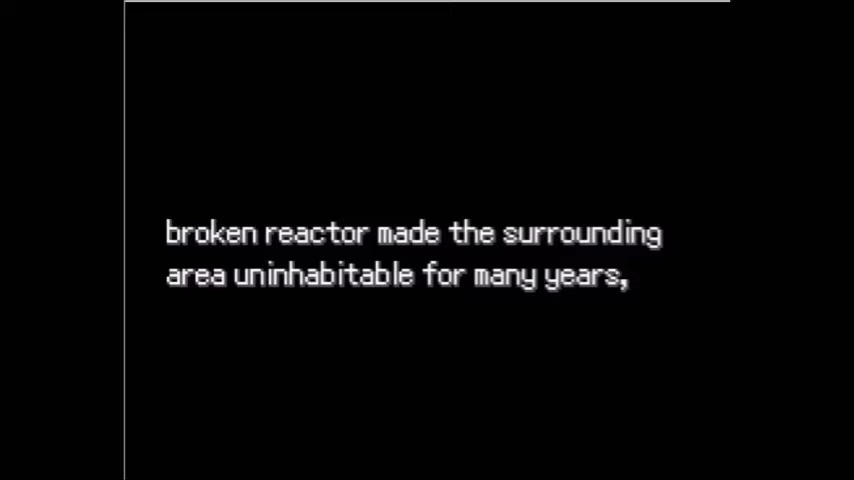 broken reactor made the surrounding
area uninhabitable for many years,